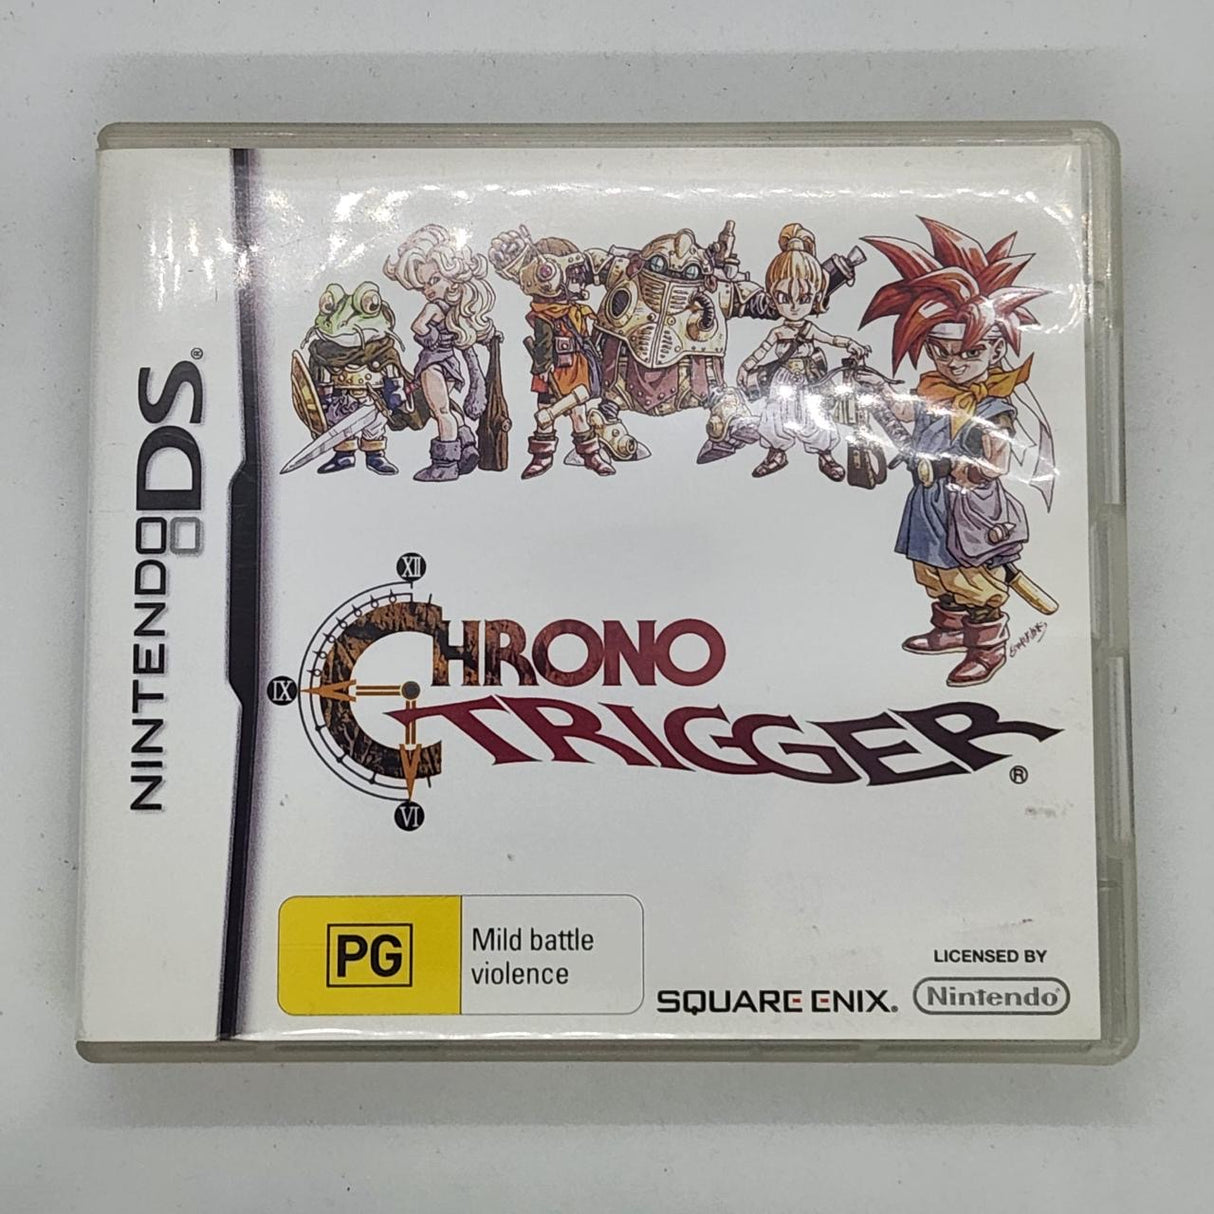 NINTENDO DS®
XII
IX
VI
CHRONO
TRIGGER®
PG
Mild battle
violence
SQUARE ENIX.
LICENSED BY
Nintendo®